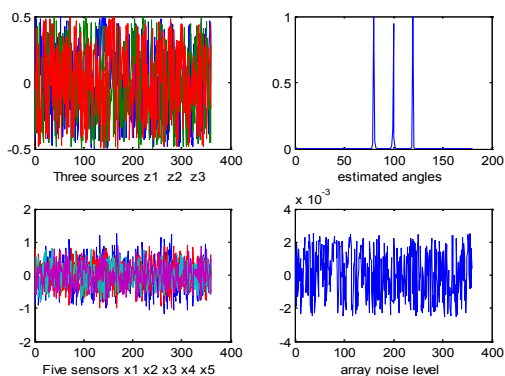 0.5
0
-0.5
0 100 200 300 400
Three sources z1 z2 z3
1
0.5
0
0 50 100 150 200
estimated angles
2
1
0
-1
-2
0 100 200 300 400
Five sensors x1 x2 x3 x4 x5
x 10⁻³
4
2
0
-2
-4
0 100 200 300 400
array noise level